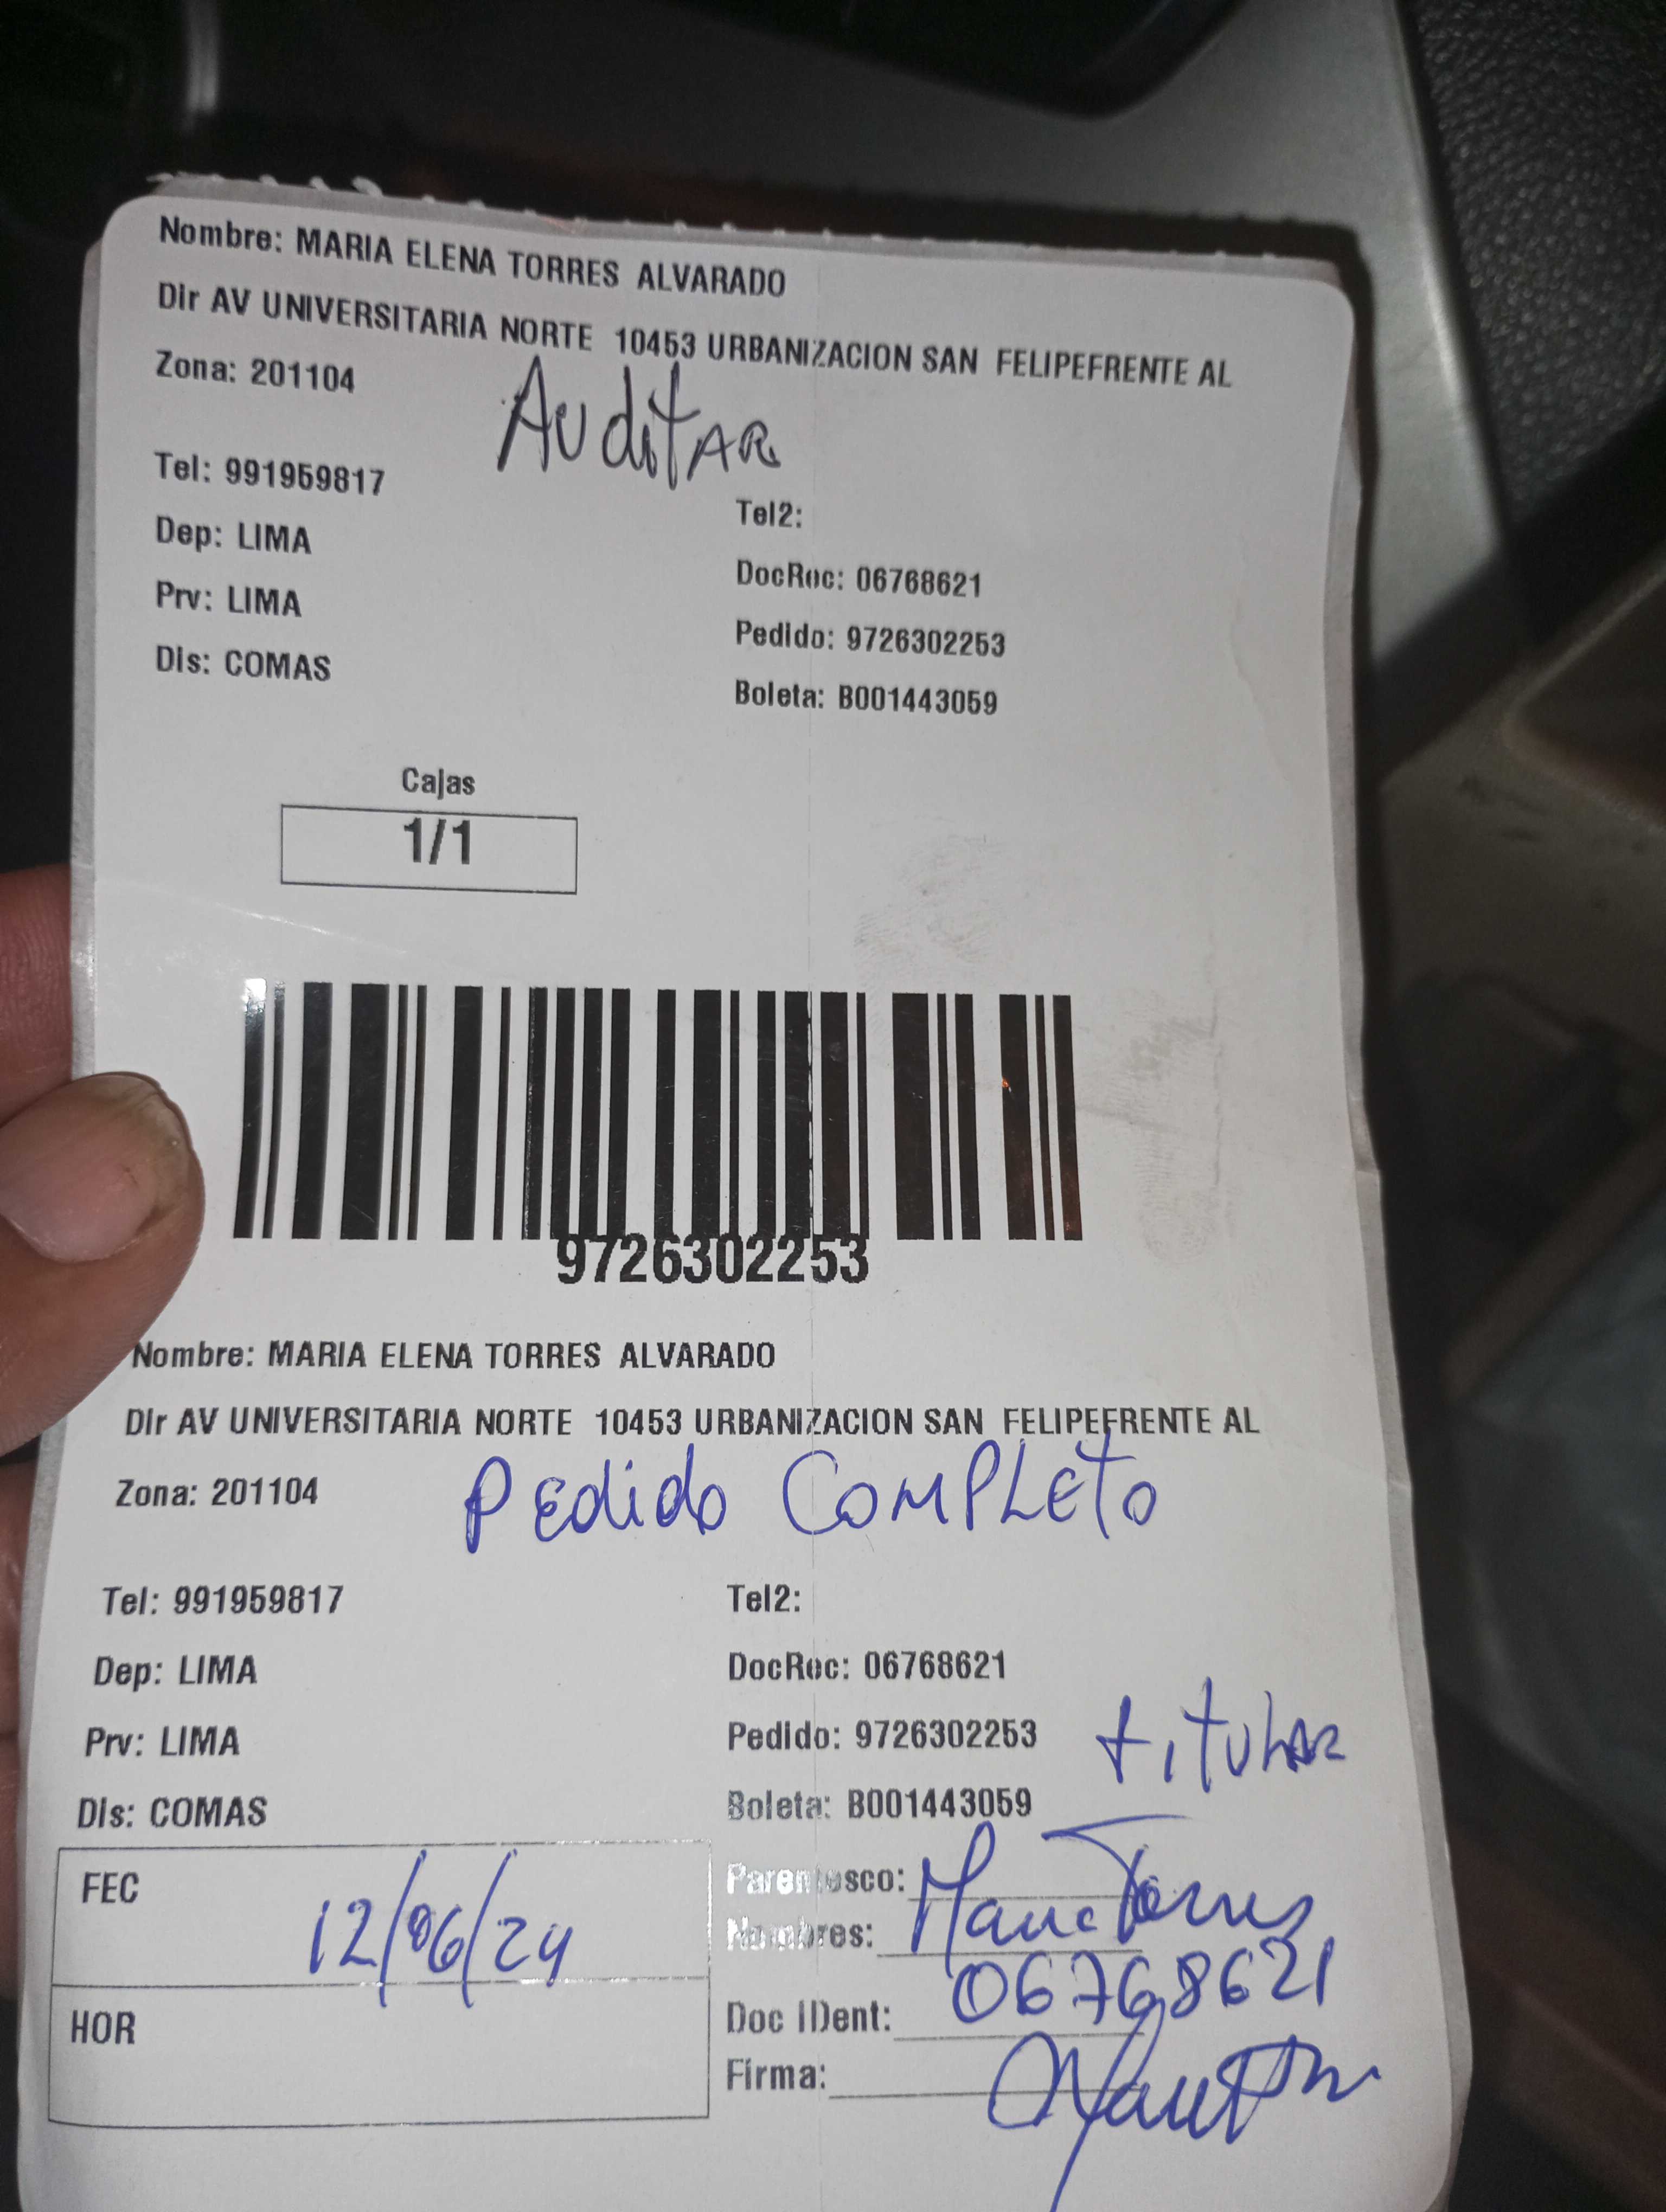 Nombre: MARIA ELENA TORRES ALVARADO
Dir AV UNIVERSITARIA NORTE 10453 URBANIZACION SAN FELIPEFRENTE AL
Zona: 201104
AuditAR
Tel: 991959817
Tel2:
Dep: LIMA
DocRec: 06768621
Prv: LIMA
Pedido: 9726302253
Dis: COMAS
Boleta: B001443059
Cajas
1/1
9726302253
Nombre: MARIA ELENA TORRES ALVARADO
Dir AV UNIVERSITARIA NORTE 10453 URBANIZACION SAN FELIPEFRENTE AL
Zona: 201104
PEdido COMPLEto
Tel: 991959817
Tel2:
Dep: LIMA
DocRec: 06768621
Prv: LIMA
Pedido: 9726302253
titulAR
Dis: COMAS
Boleta: B001443059
FEC
12/06/24
Parentesco:
Nombres: Maria Torres
HOR
Doc IDent: 06768621
Firma: